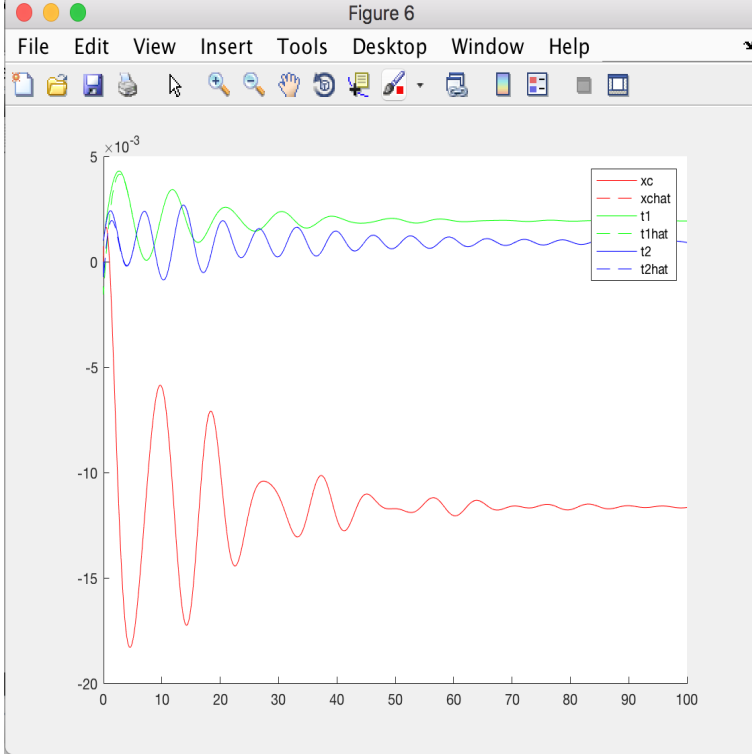 Figure 6
File Edit View Insert Tools Desktop Window Help
×10-3
5
0
-5
-10
-15
-20
0 10 20 30 40 50 60 70 80 90 100
xc
xchat
t1
t1hat
t2
t2hat